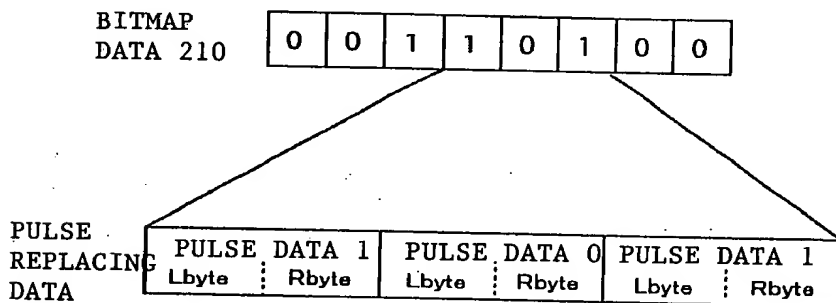 BITMAP
DATA 210
0 0 1 1 0 1 0 0
PULSE
REPLACING
DATA
PULSE DATA 1 PULSE DATA 0 PULSE DATA 1
Lbyte Rbyte Lbyte Rbyte Lbyte Rbyte